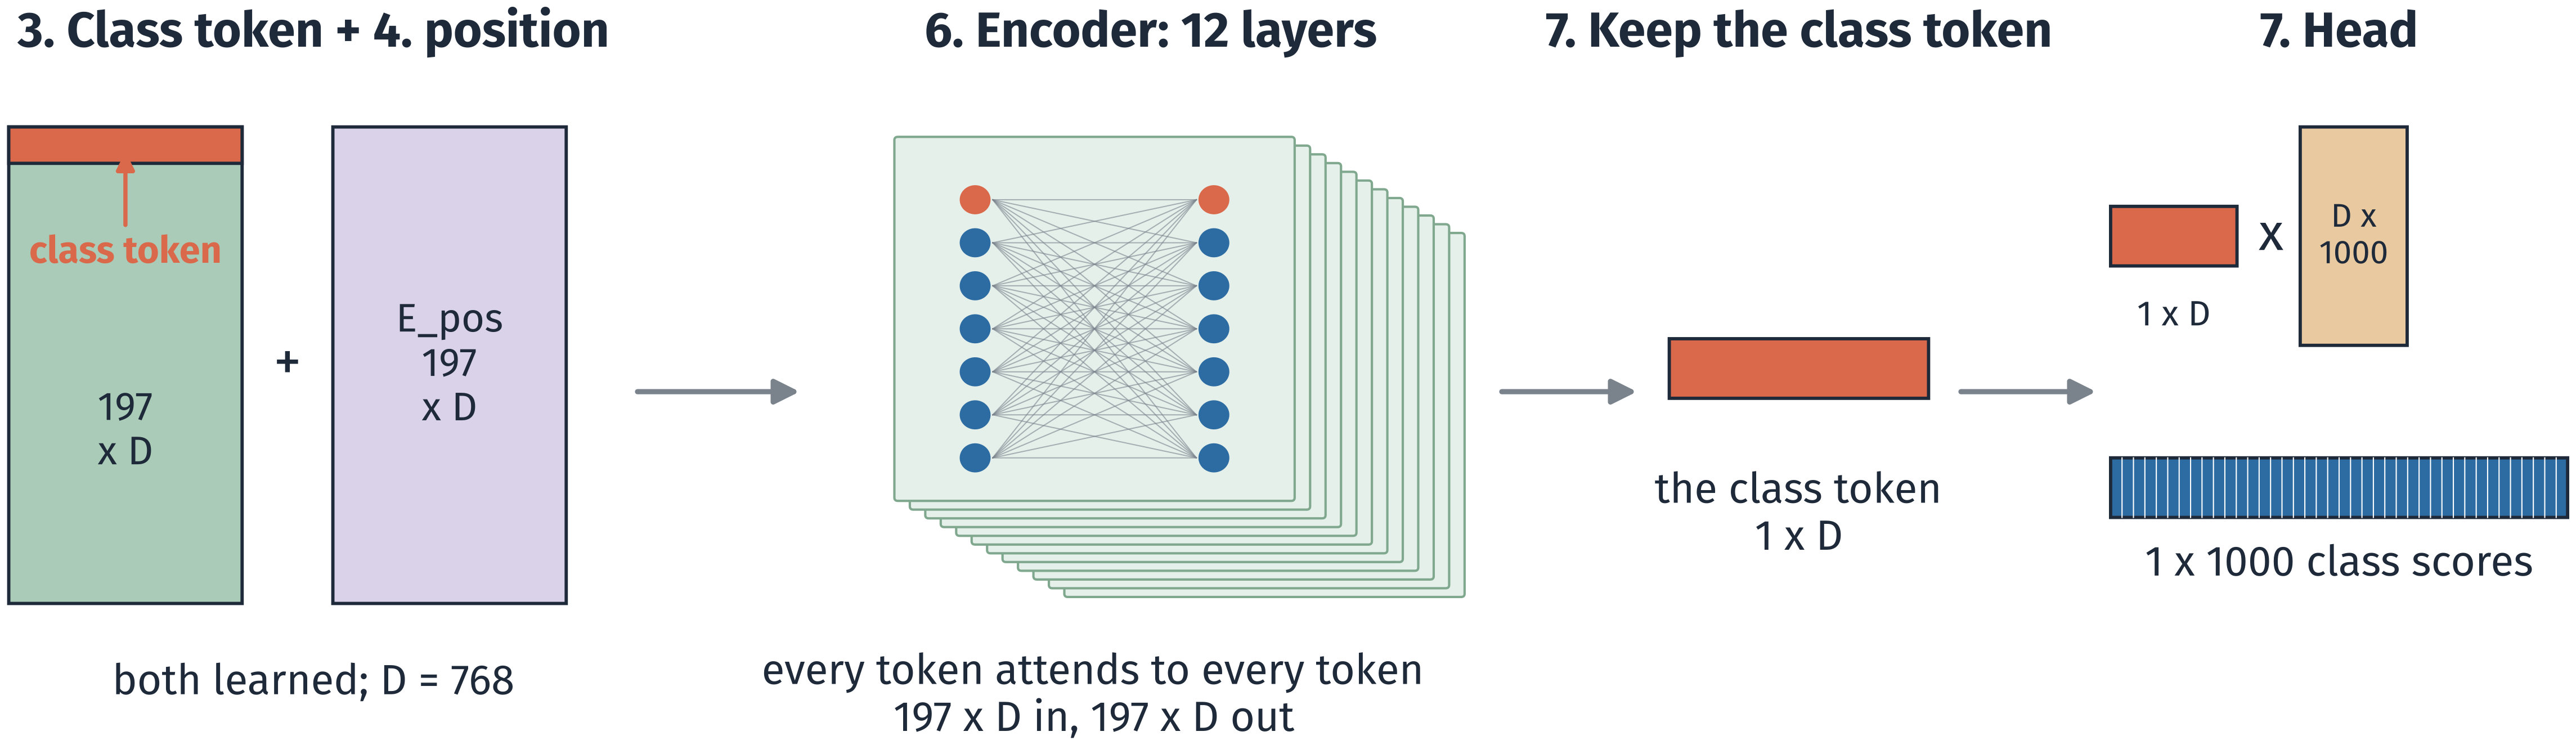 3. Class token + 4. position
class token
197
x D
+
E_pos
197
x D
both learned; D = 768
6. Encoder: 12 layers
every token attends to every token
197 x D in, 197 x D out
7. Keep the class token
the class token
1 x D
7. Head
1 x D
x
D x
1000
1 x 1000 class scores